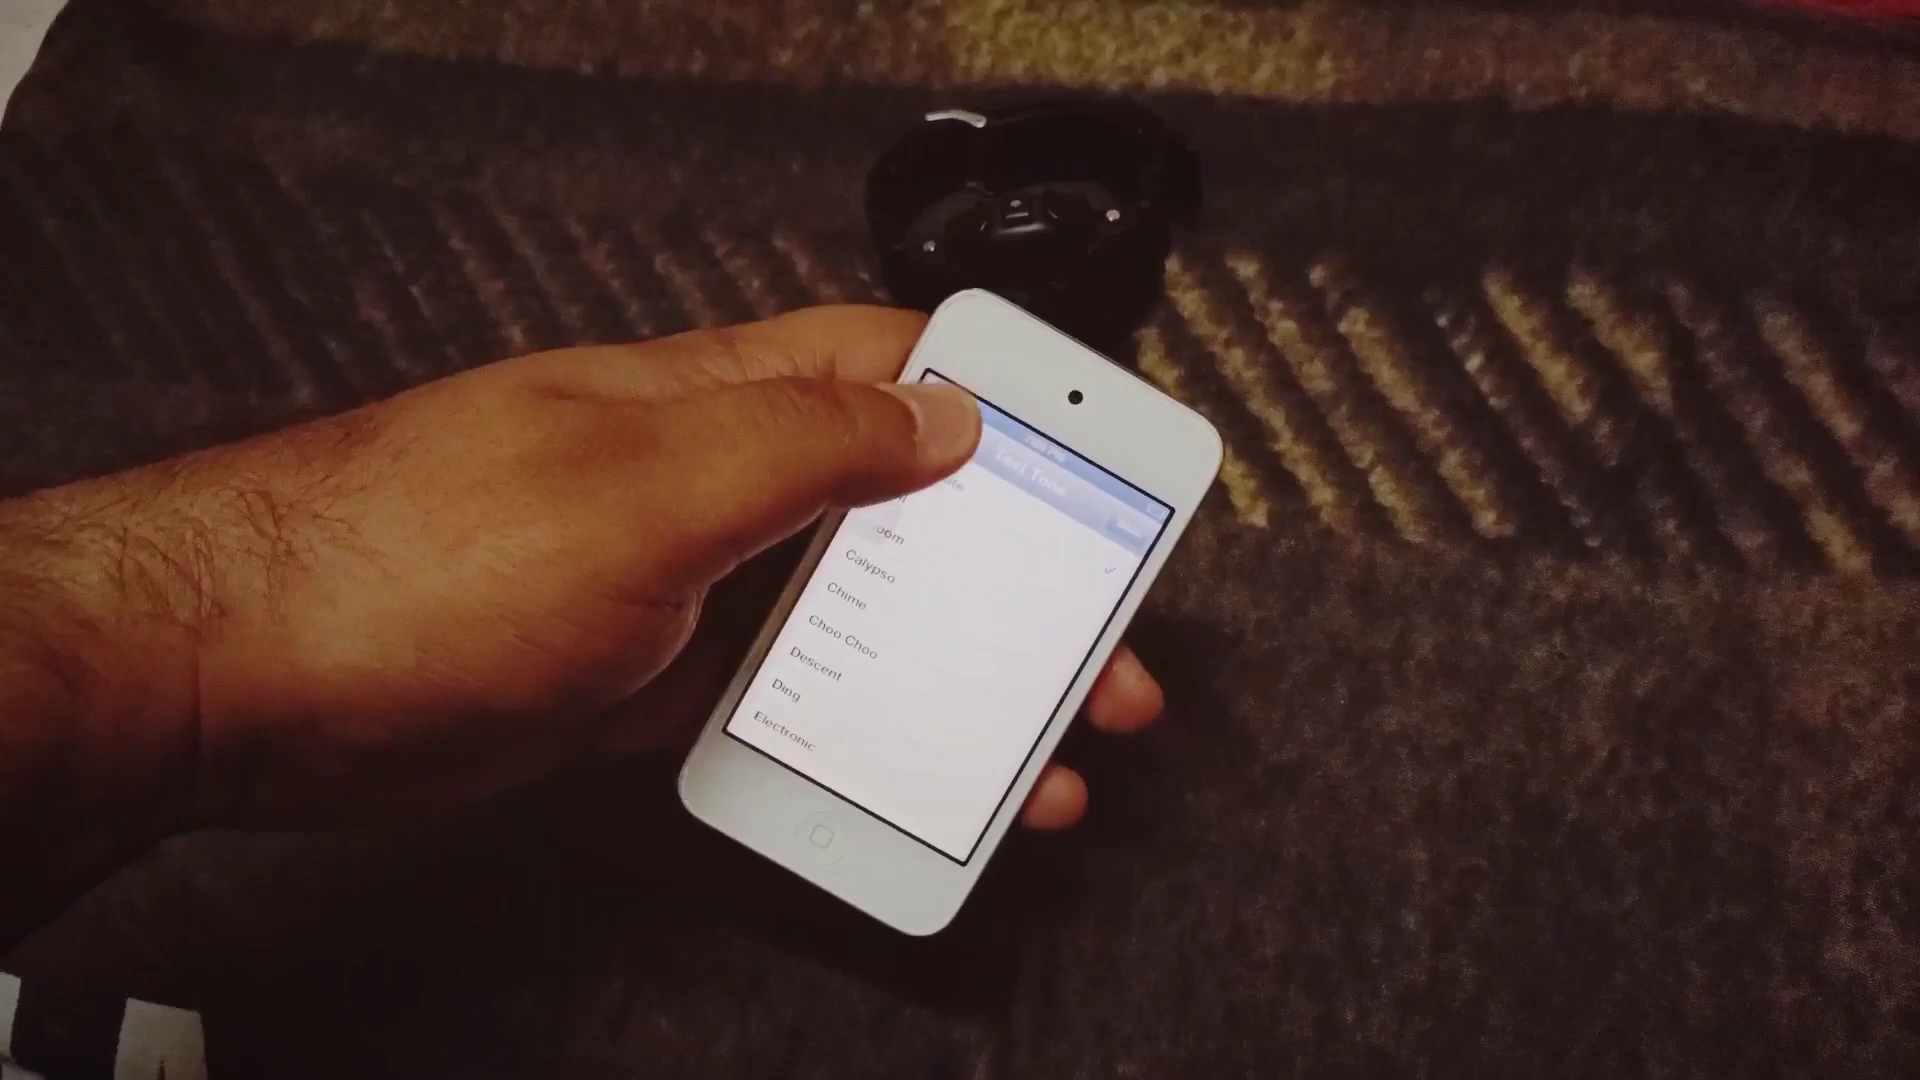 Text Tone
Calypso
Chime
Choo Choo
Descent
Ding
Electronic